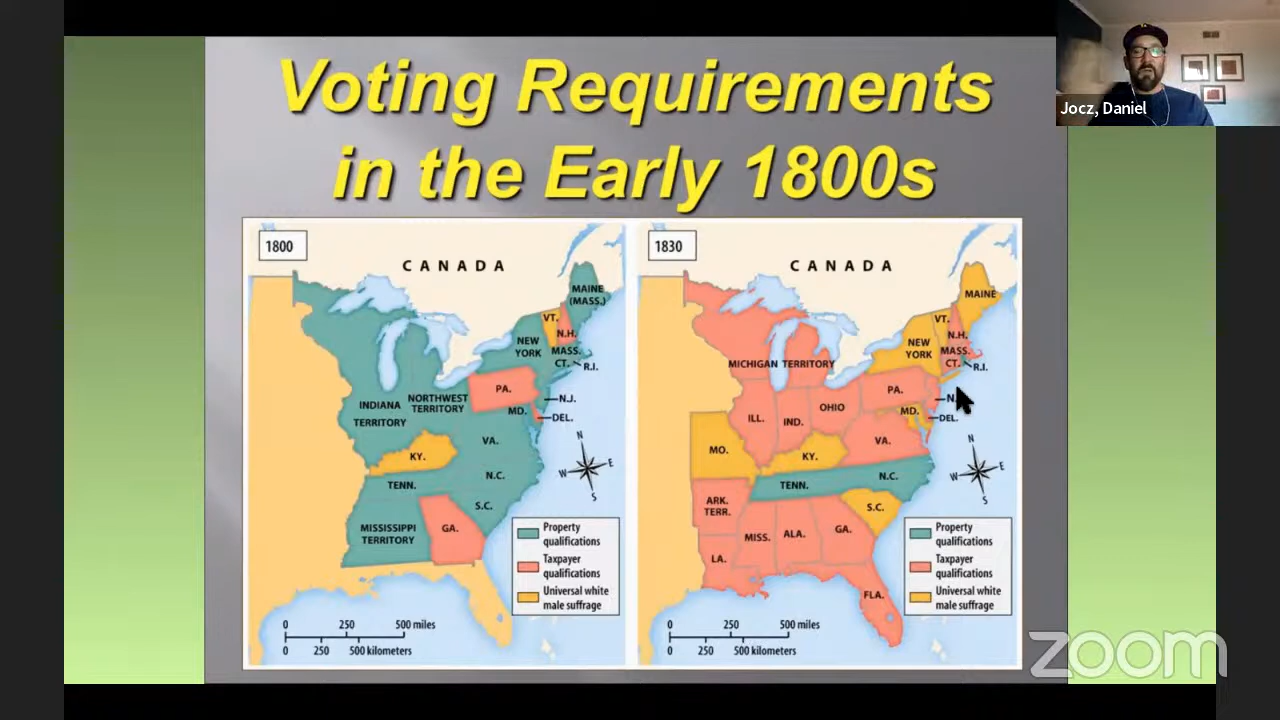 Voting Requirements
in the Early 1800s
Jocz, Daniel
1800
CANADA
MAINE
(MASS.)
VT.
N.H.
NEW
YORK
MASS.
CT.
R.I.
PA.
N.J.
MD.
DEL.
INDIANA
TERRITORY
NORTHWEST
TERRITORY
VA.
KY.
N.C.
TENN.
S.C.
MISSISSIPPI
TERRITORY
GA.
N
E
W
S
Property
qualifications
Taxpayer
qualifications
Universal white
male suffrage
0 250 500 miles
0 250 500 kilometers
1830
CANADA
MAINE
VT.
N.H.
NEW
YORK
MASS.
CT.
R.I.
MICHIGAN TERRITORY
PA.
N.
OHIO
MD.
DEL.
ILL.
IND.
VA.
MO.
KY.
N.C.
TENN.
ARK.
TERR.
S.C.
MISS.
ALA.
GA.
LA.
FLA.
N
E
W
S
Property
qualifications
Taxpayer
qualifications
Universal white
male suffrage
0 250 500 miles
0 250 500 kilometers
zoom